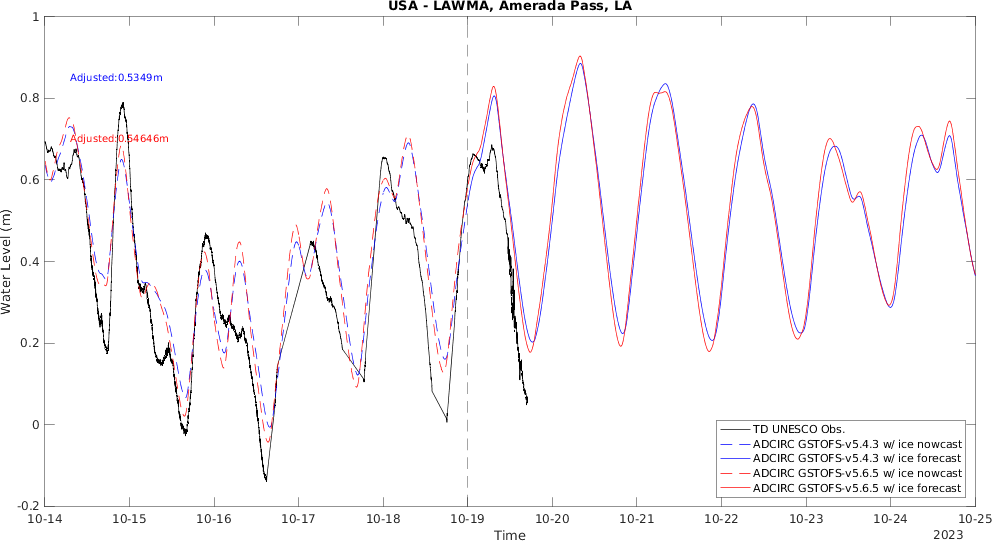 USA - LAWMA, Amerada Pass, LA
1
0.8
0.6
0.4
0.2
0
-0.2
Water Level (m)
Adjusted:0.5349m
Adjusted:0.54646m
TD UNESCO Obs.
ADCIRC GSTOFS-v5.4.3 w/ ice nowcast
ADCIRC GSTOFS-v5.4.3 w/ ice forecast
ADCIRC GSTOFS-v5.6.5 w/ ice nowcast
ADCIRC GSTOFS-v5.6.5 w/ ice forecast
10-14 10-15 10-16 10-17 10-18 10-19 10-20 10-21 10-22 10-23 10-24 10-25
Time
2023